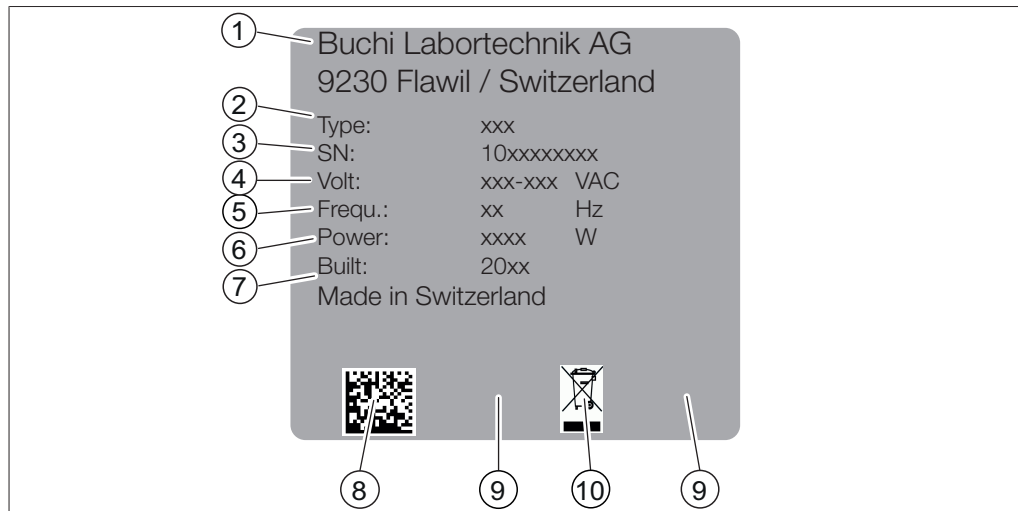 1
Buchi Labortechnik AG
9230 Flawil / Switzerland
2
Type: xxx
3
SN: 10xxxxxxxx
4
Volt: xxx-xxx VAC
5
Frequ.: xx Hz
6
Power: xxxx W
7
Built: 20xx
Made in Switzerland
8 9 10 9